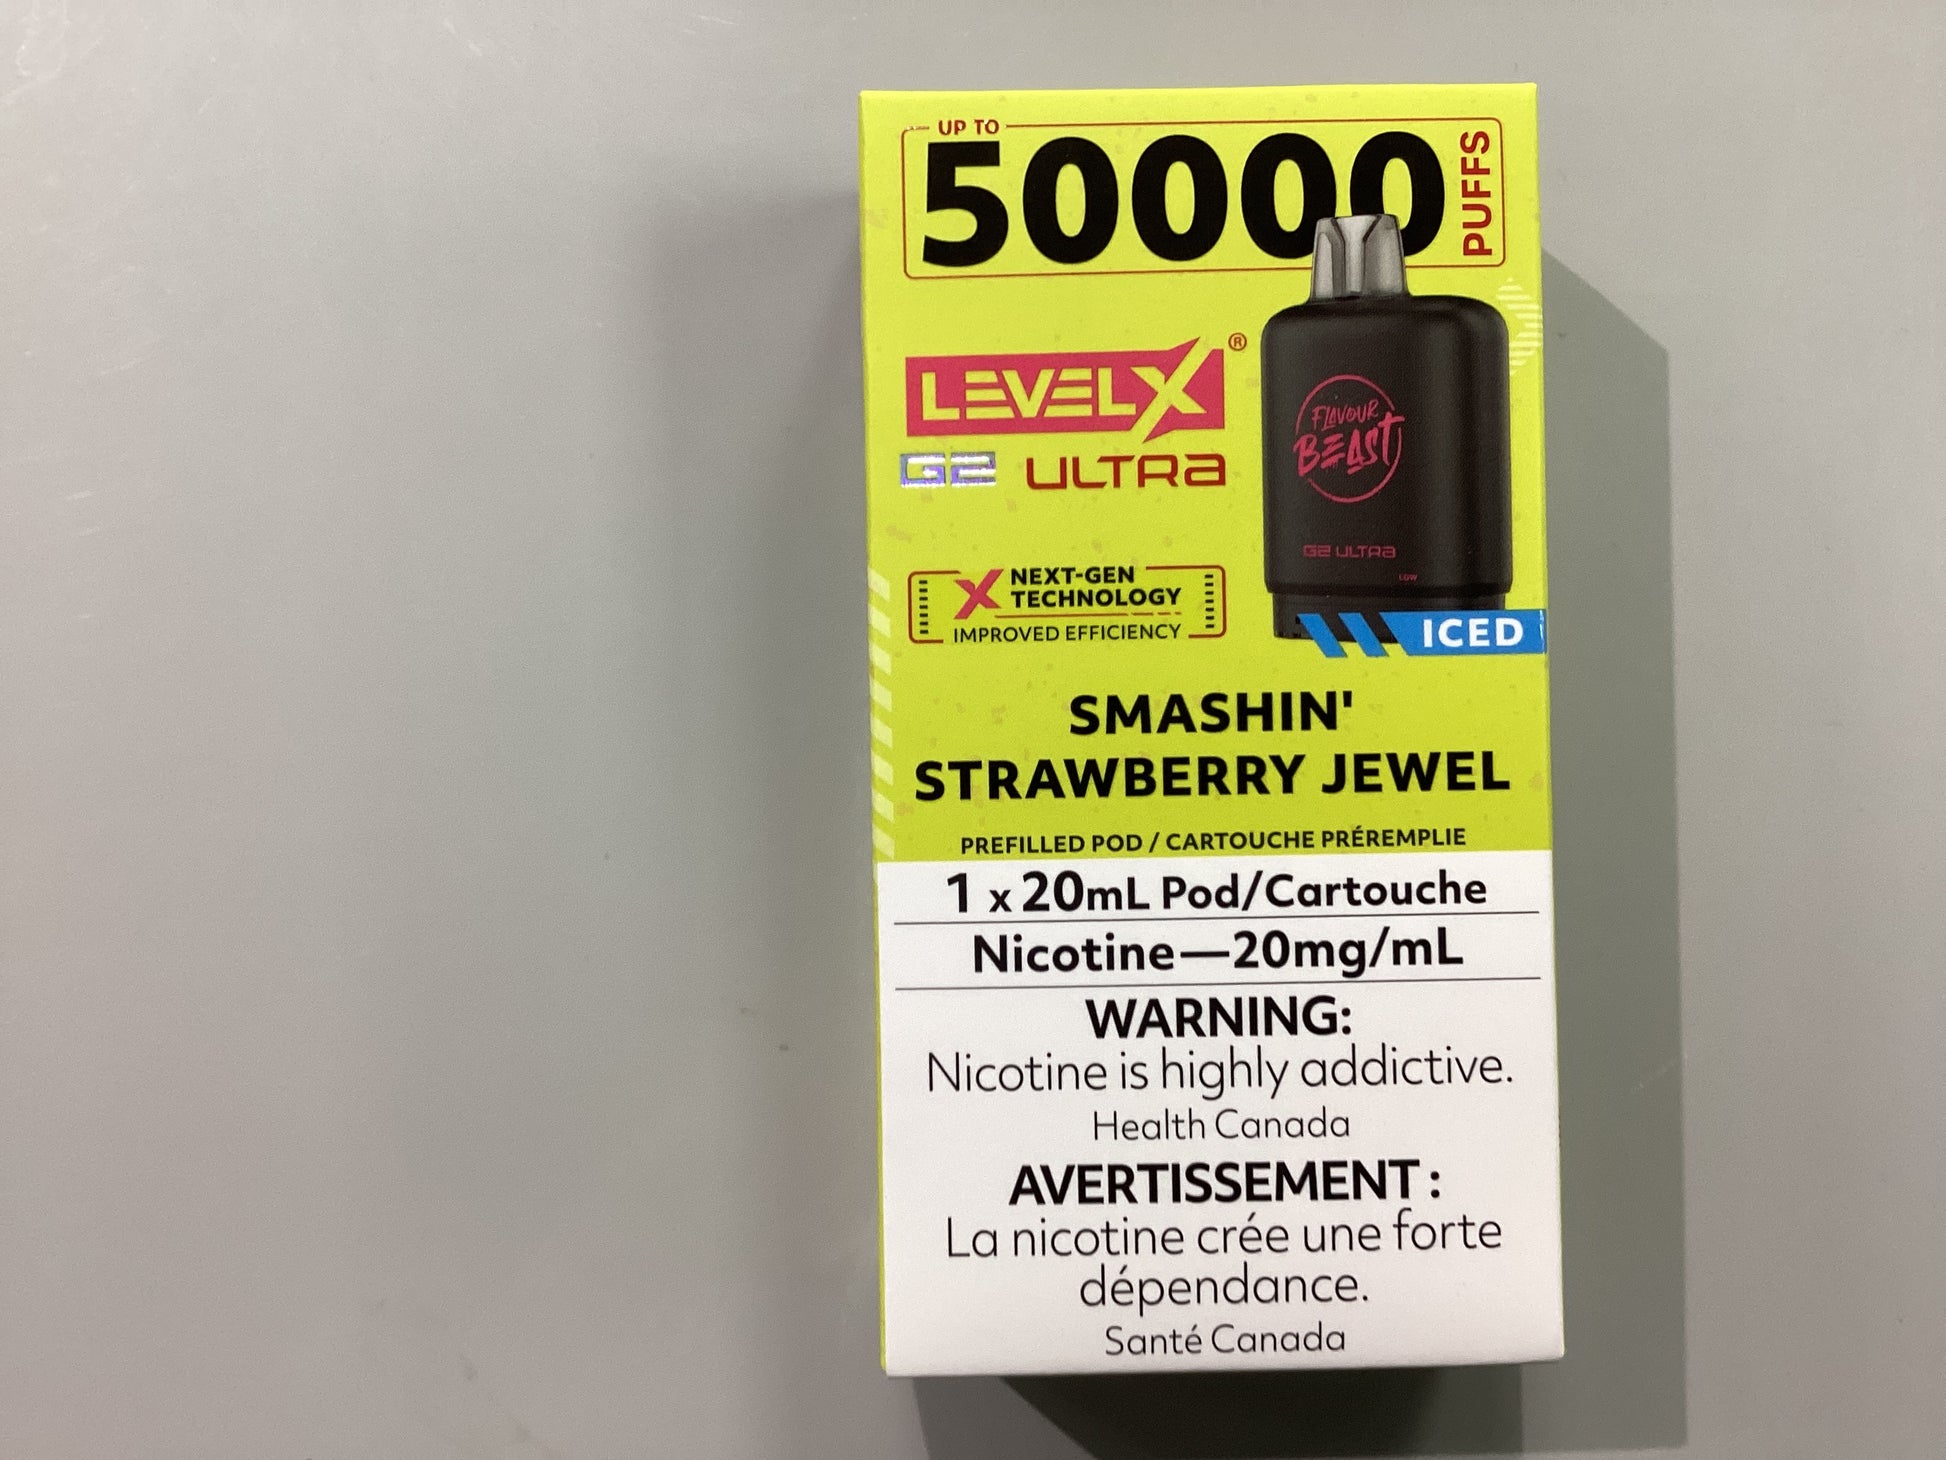 UP TO
50000 PUFFS
LEVELX®
G2 ULTRA
FLAVOUR
BEAST
G2 ULTRA
LOW
X NEXT-GEN
TECHNOLOGY
IMPROVED EFFICIENCY
ICED
SMASHIN'
STRAWBERRY JEWEL
PREFILLED POD / CARTOUCHE PRÉREMPLIE
1 x 20mL Pod/Cartouche
Nicotine—20mg/mL
WARNING:
Nicotine is highly addictive.
Health Canada
AVERTISSEMENT :
La nicotine crée une forte
dépendance.
Santé Canada